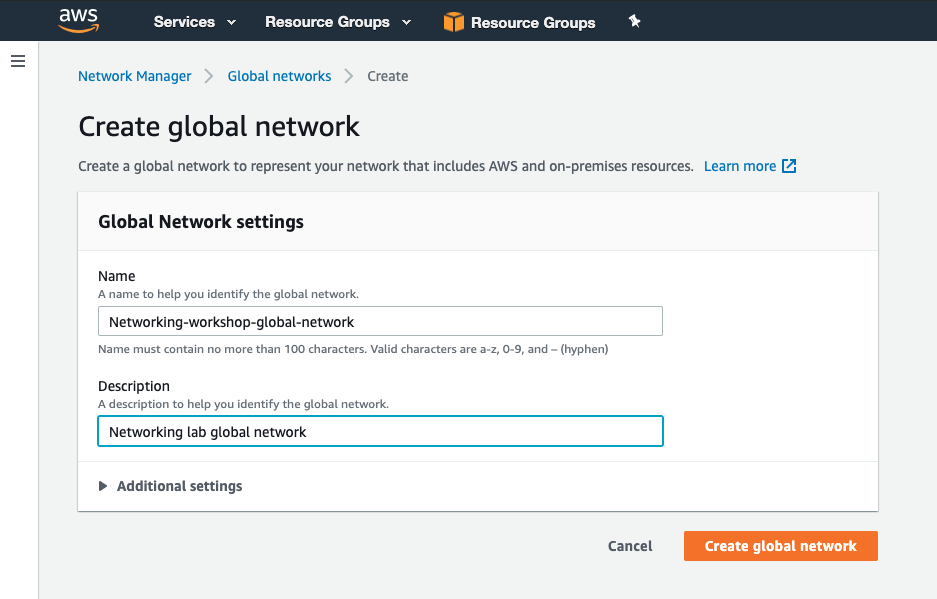 aws Services Resource Groups Resource Groups
Network Manager Global networks Create
Create global network
Create a global network to represent your network that includes AWS and on-premises resources. Learn more
Global Network settings
Name
A name to help you identify the global network.
Networking-workshop-global-network
Name must contain no more than 100 characters. Valid characters are a-z, 0-9, and – (hyphen)
Description
A description to help you identify the global network.
Networking lab global network
Additional settings
Cancel Create global network